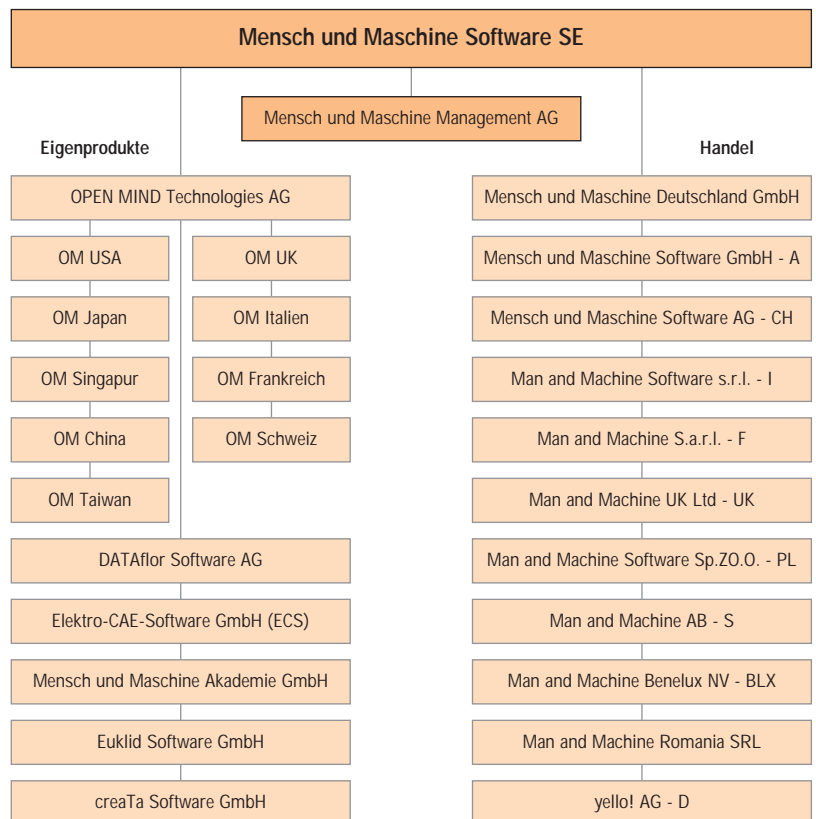 Mensch und Maschine Software SE
Mensch und Maschine Management AG
Eigenprodukte
OPEN MIND Technologies AG
OM USA
OM UK
OM Japan
OM Italien
OM Singapur
OM Frankreich
OM China
OM Schweiz
OM Taiwan
DATAflor Software AG
Elektro-CAE-Software GmbH (ECS)
Mensch und Maschine Akademie GmbH
Euklid Software GmbH
creaTa Software GmbH
Handel
Mensch und Maschine Deutschland GmbH
Mensch und Maschine Software GmbH - A
Mensch und Maschine Software AG - CH
Man and Machine Software s.r.l. - I
Man and Machine S.a.r.l. - F
Man and Machine UK Ltd - UK
Man and Machine Software Sp.ZO.O. - PL
Man and Machine AB - S
Man and Machine Benelux NV - BLX
Man and Machine Romania SRL
yello! AG - D